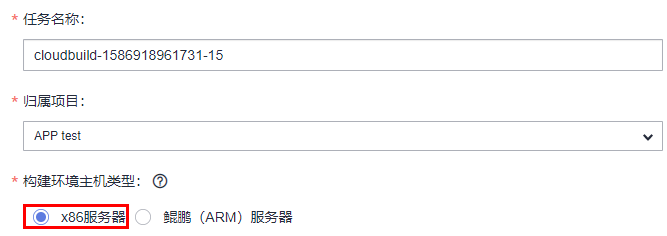 * 任务名称：
cloudbuild-1586918961731-15
* 归属项目：
APP test
* 构建环境主机类型： ?
x86服务器 鲲鹏（ARM）服务器